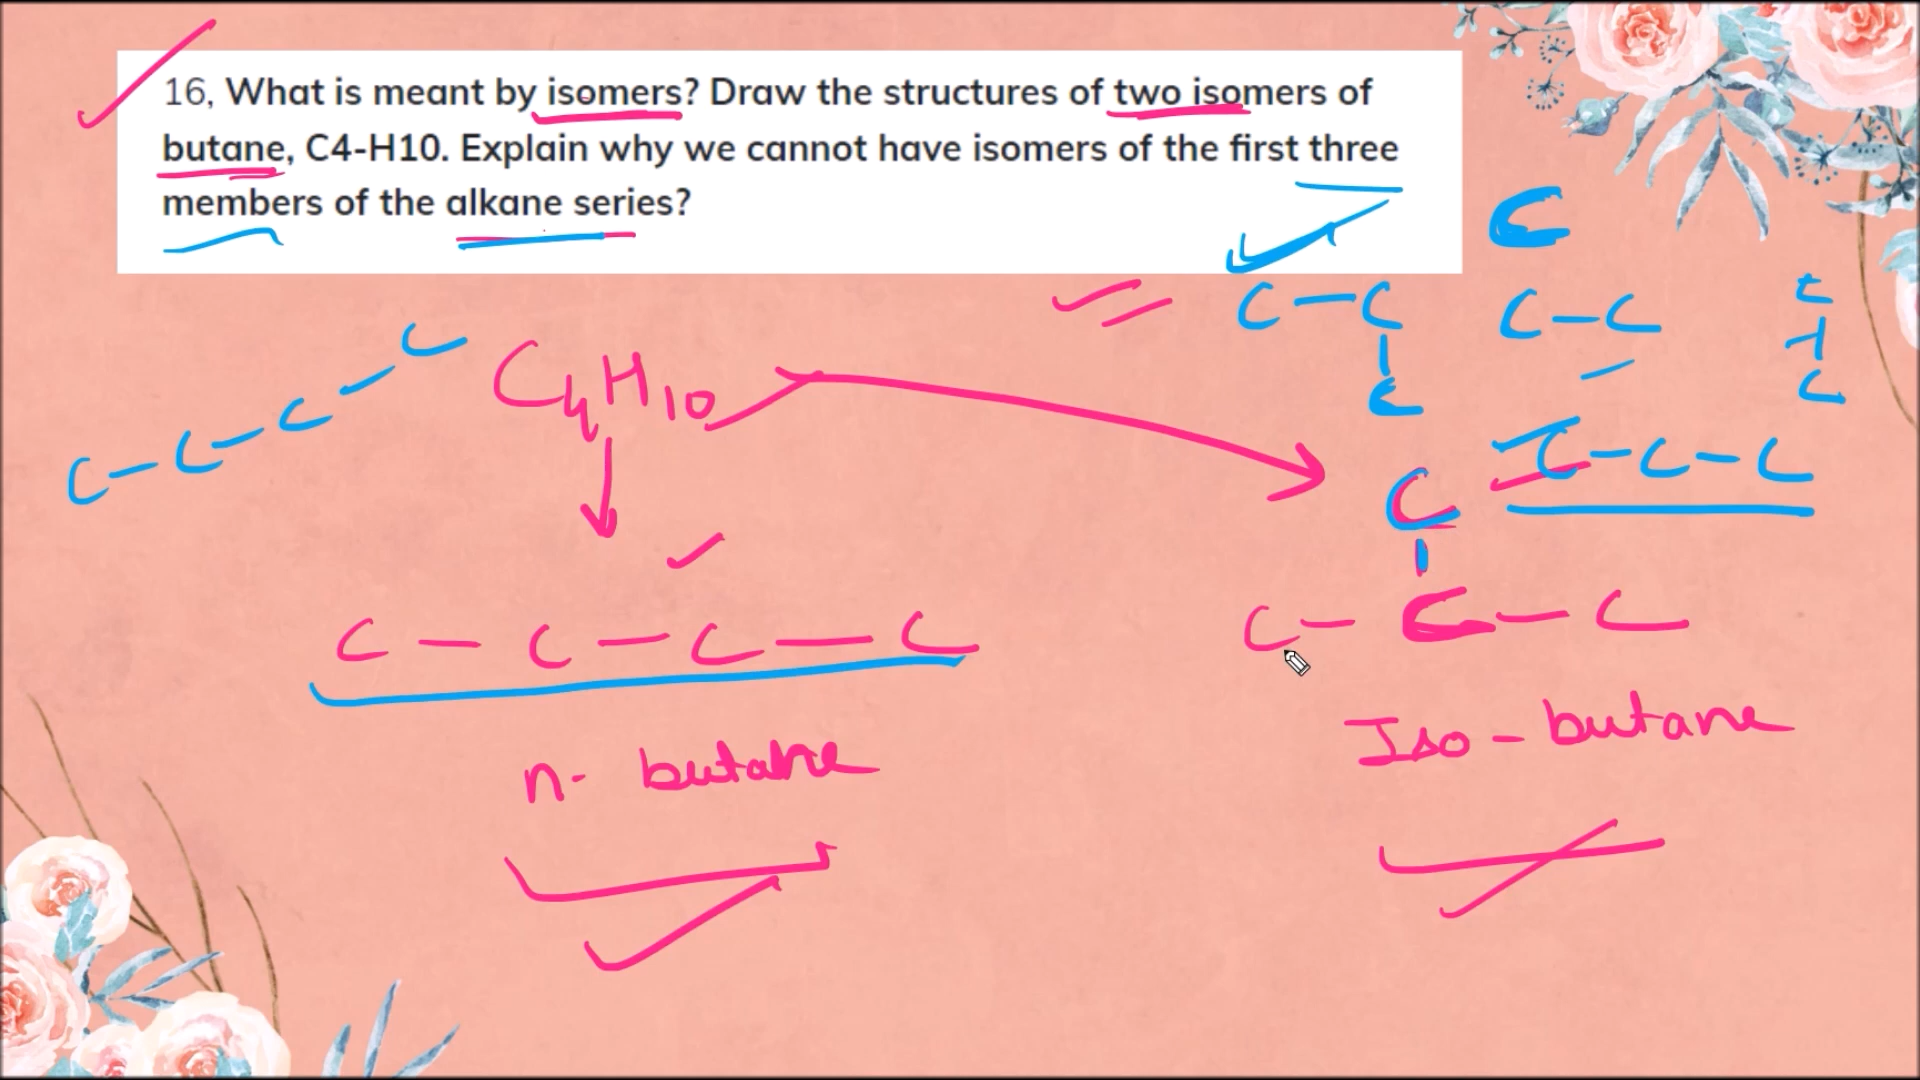 16, What is meant by isomers? Draw the structures of two isomers of
butane, C4-H10. Explain why we cannot have isomers of the first three
members of the alkane series?
C
C-C
C
C-C
C
C
C-C-C
C-C-C-C
C4H10
C
C-C-C-C
C-C-C
n-butane
Iso-butane